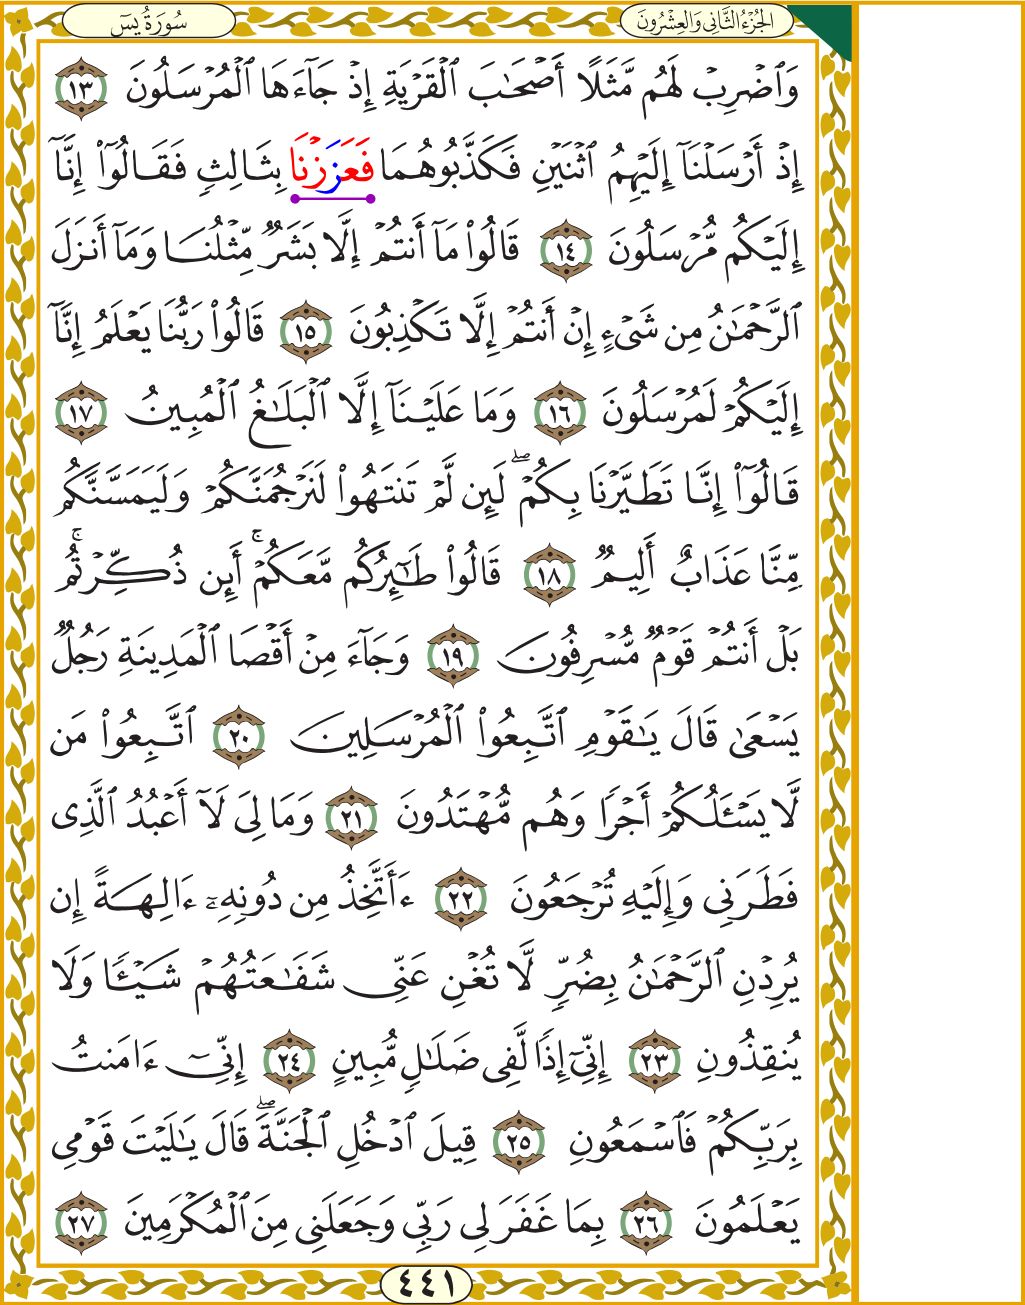 سُورَةُ يسٓ
الجُزْءُ الثَّانِي وَالعِشْرُونَ
وَٱضْرِبْ لَهُم مَّثَلًا أَصْحَٰبَ ٱلْقَرْيَةِ إِذْ جَآءَهَا ٱلْمُرْسَلُونَ ١٣
إِذْ أَرْسَلْنَآ إِلَيْهِمُ ٱثْنَيْنِ فَكَذَّبُوهُمَا فَعَزَزْنَا بِثَالِثٍ فَقَالُوٓا۟ إِنَّآ
إِلَيْكُم مُّرْسَلُونَ ١٤ قَالُوا۟ مَآ أَنتُمْ إِلَّا بَشَرٌ مِّثْلُنَا وَمَآ أَنزَلَ
ٱلرَّحْمَٰنُ مِن شَىْءٍ إِنْ أَنتُمْ إِلَّا تَكْذِبُونَ ١٥ قَالُوا۟ رَبُّنَا يَعْلَمُ إِنَّآ
إِلَيْكُمْ لَمُرْسَلُونَ ١٦ وَمَا عَلَيْنَآ إِلَّا ٱلْبَلَٰغُ ٱلْمُبِينُ ١٧
قَالُوٓا۟ إِنَّا تَطَيَّرْنَا بِكُمْ ۖ لَئِن لَّمْ تَنتَهُوا۟ لَنَرْجُمَنَّكُمْ وَلَيَمَسَّنَّكُم
مِّنَّا عَذَابٌ أَلِيمٌ ١٨ قَالُوا۟ طَٰٓئِرُكُم مَّعَكُمْ ۚ أَئِن ذُكِّرْتُم ۚ
بَلْ أَنتُمْ قَوْمٌ مُّسْرِفُونَ ١٩ وَجَآءَ مِنْ أَقْصَا ٱلْمَدِينَةِ رَجُلٌ
يَسْعَىٰ قَالَ يَٰقَوْمِ ٱتَّبِعُوا۟ ٱلْمُرْسَلِينَ ٢٠ ٱتَّبِعُوا۟ مَن
لَّا يَسْـَٔلُكُمْ أَجْرًا وَهُم مُّهْتَدُونَ ٢١ وَمَا لِىَ لَآ أَعْبُدُ ٱلَّذِى
فَطَرَنِى وَإِلَيْهِ تُرْجَعُونَ ٢٢ ءَأَتَّخِذُ مِن دُونِهِۦٓ ءَالِهَةً إِن
يُرِدْنِ ٱلرَّحْمَٰنُ بِضُرٍّ لَّا تُغْنِ عَنِّى شَفَٰعَتُهُمْ شَيْـًٔا وَلَا
يُنقِذُونِ ٢٣ إِنِّىٓ إِذًا لَّفِى ضَلَٰلٍ مُّبِينٍ ٢٤ إِنِّىٓ ءَامَنتُ
بِرَبِّكُمْ فَٱسْمَعُونِ ٢٥ قِيلَ ٱدْخُلِ ٱلْجَنَّةَ ۖ قَالَ يَٰلَيْتَ قَوْمِى
يَعْلَمُونَ ٢٦ بِمَا غَفَرَ لِى رَبِّى وَجَعَلَنِى مِنَ ٱلْمُكْرَمِينَ ٢٧
٤٤١